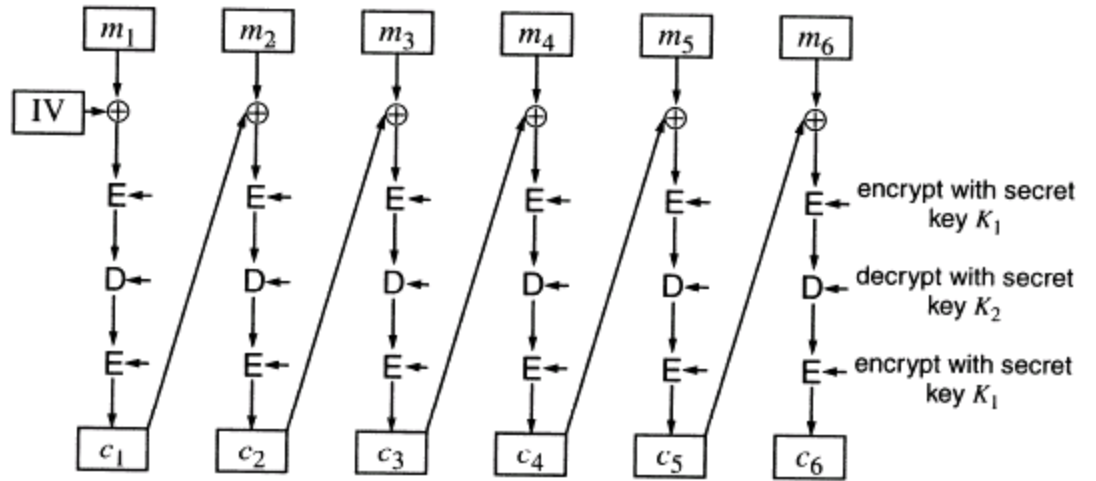 m₁ m₂ m₃ m₄ m₅ m₆
IV ⊕ ⊕ ⊕ ⊕ ⊕ ⊕
E E E E E E encrypt with secret
key K₁
D D D D D D decrypt with secret
key K₂
E E E E E E encrypt with secret
key K₁
c₁ c₂ c₃ c₄ c₅ c₆